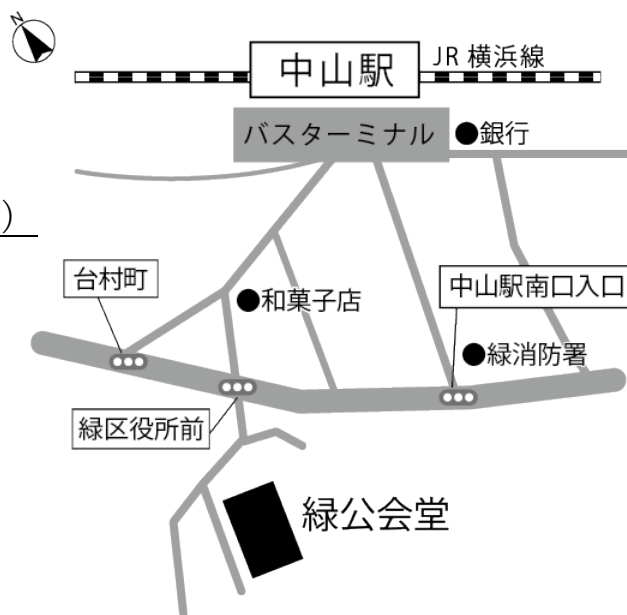 N
中山駅
JR 横浜線
バスターミナル
●銀行
)
台村町
●和菓子店
中山駅南口入口
●緑消防署
緑区役所前
緑公会堂